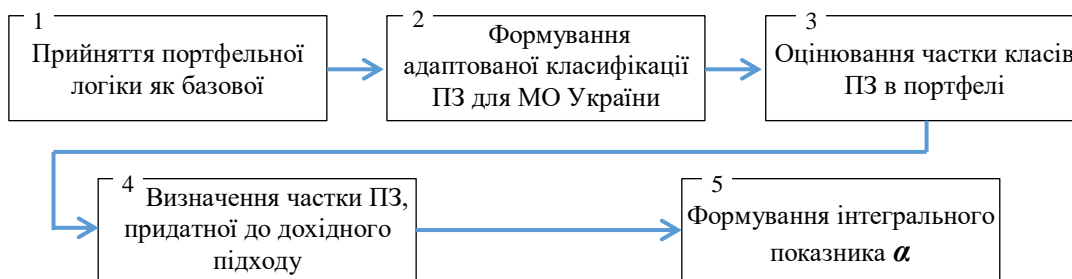 1
Прийняття портфельної
логіки як базової
2
Формування
адаптованої класифікації
ПЗ для МО України
3
Оцінювання частки класів
ПЗ в портфелі
4
Визначення частки ПЗ,
придатної до дохідного
підходу
5
Формування інтегрального
показника α